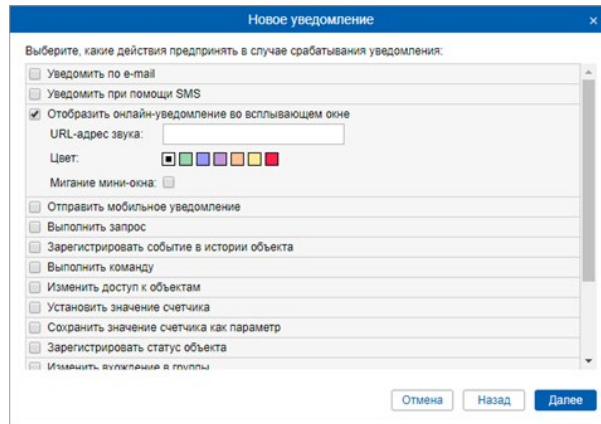 Новое уведомление
×
Выберите, какие действия предпринять в случае срабатывания уведомления:
Уведомить по e-mail
Уведомить при помощи SMS
Отобразить онлайн-уведомление во всплывающем окне
URL-адрес звука:
Цвет:
Мигание мини-окна:
Отправить мобильное уведомление
Выполнить запрос
Зарегистрировать событие в истории объекта
Выполнить команду
Изменить доступ к объектам
Установить значение счетчика
Сохранить значение счетчика как параметр
Зарегистрировать статус объекта
Изменить вхождение в группы
Отмена Назад Далее